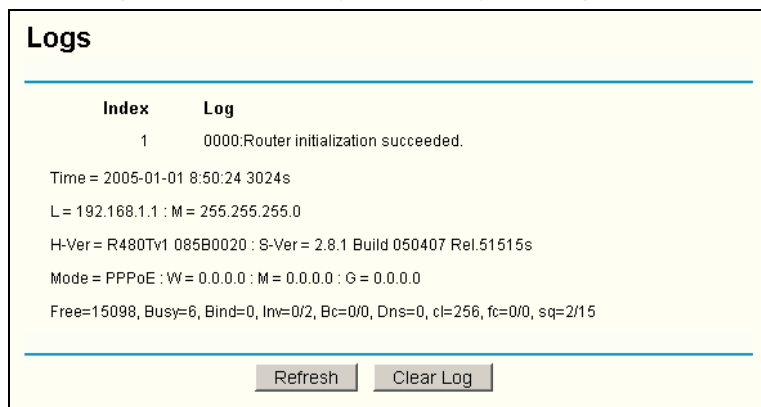 Logs
Index Log
1 0000:Router initialization succeeded.
Time = 2005-01-01 8:50:24 3024s
L = 192.168.1.1 : M = 255.255.255.0
H-Ver = R480Tv1 085B0020 : S-Ver = 2.8.1 Build 050407 Rel.51515s
Mode = PPPoE : W = 0.0.0.0 : M = 0.0.0.0 : G = 0.0.0.0
Free=15098, Busy=6, Bind=0, Inv=0/2, Bc=0/0, Dns=0, cl=256, fc=0/0, sq=2/15
Refresh Clear Log